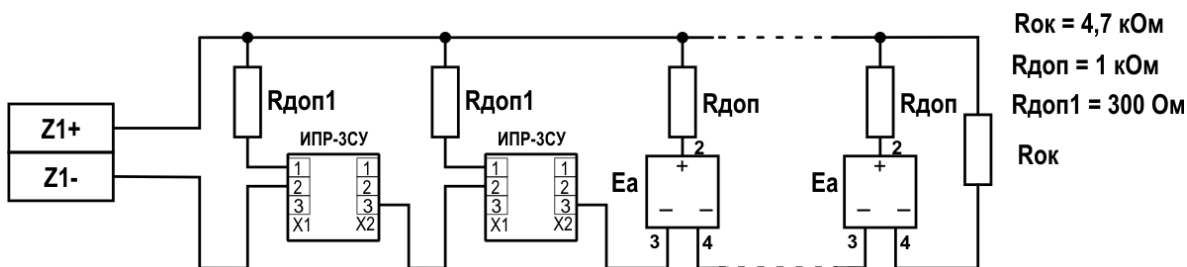 Rок = 4,7 кОм
Rдоп = 1 кОм
Rдоп1 = 300 Ом
Rдоп1
Rдоп1
Rдоп
Rдоп
Rок
Z1+
Z1-
ИПР-3СУ
1
2
3
X1
1
2
3
X2
ИПР-3СУ
1
2
3
X1
1
2
3
X2
Ea
2
+
– –
3 4
Ea
2
+
– –
3 4